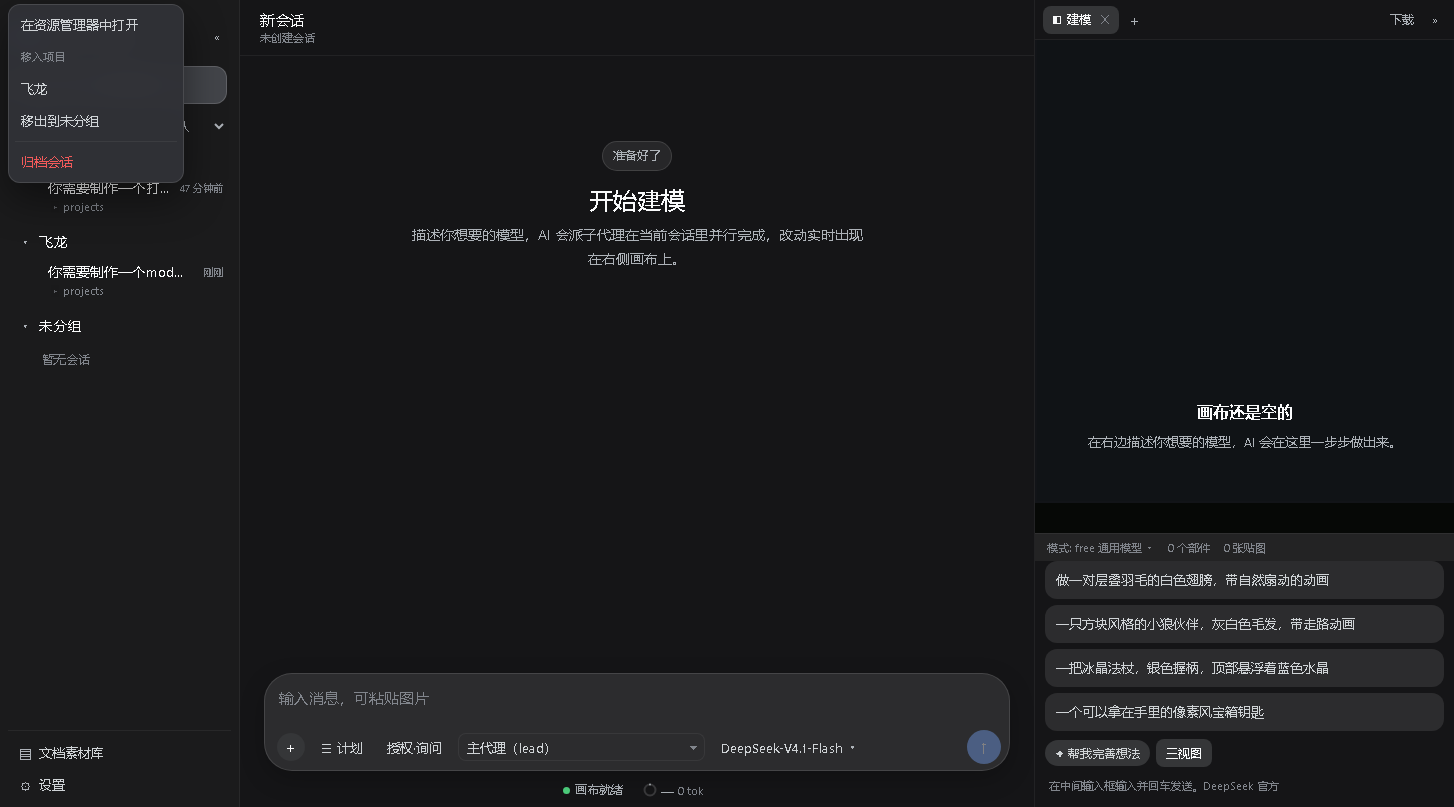 在资源管理器中打开
移入项目
飞龙
移出到未分组
归档会话
«
你需要制作一个打... 47 分钟前
projects
飞龙
你需要制作一个mod... 刚刚
projects
未分组
暂无会话
文档素材库
设置
新会话
未创建会话
准备好了
开始建模
描述你想要的模型，AI 会派子代理在当前会话里并行完成，改动实时出现
在右侧画布上。
输入消息，可粘贴图片
+ 计划 授权·询问 主代理（lead） DeepSeek-V4.1-Flash ↑
画布就绪 — 0 tok
建模 + 下载 »
画布还是空的
在右边描述你想要的模型，AI 会在这里一步步做出来。
模式: free 通用模型 · 0 个部件 0 张贴图
做一对层叠羽毛的白色翅膀，带自然扇动的动画
一只方块风格的小狼伙伴，灰白色毛发，带走路动画
一把冰晶法杖，银色握柄，顶部悬浮着蓝色水晶
一个可以拿在手里的像素风宝箱钥匙
✦ 帮我完善想法 三视图
在中间输入框输入并回车发送。DeepSeek 官方